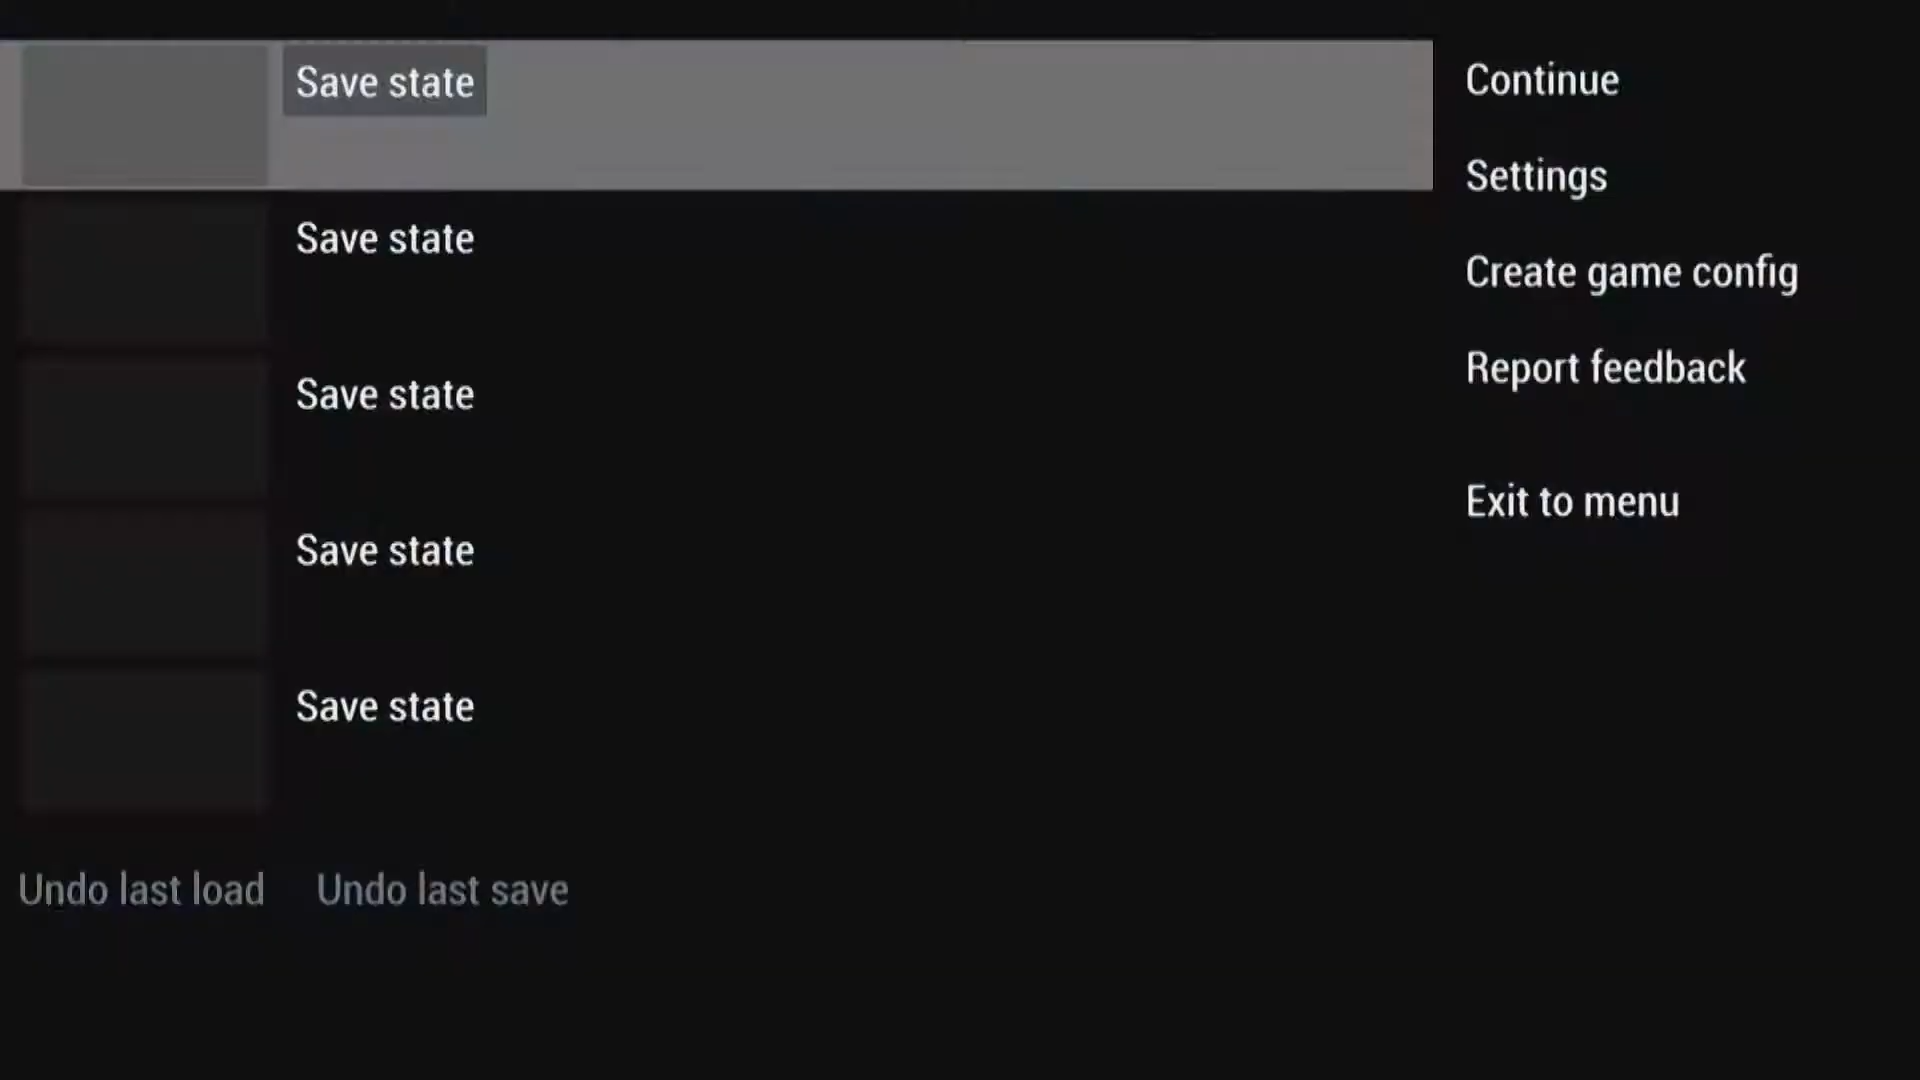 Save state
Save state
Save state
Save state
Save state
Undo last load
Undo last save
Continue
Settings
Create game config
Report feedback
Exit to menu